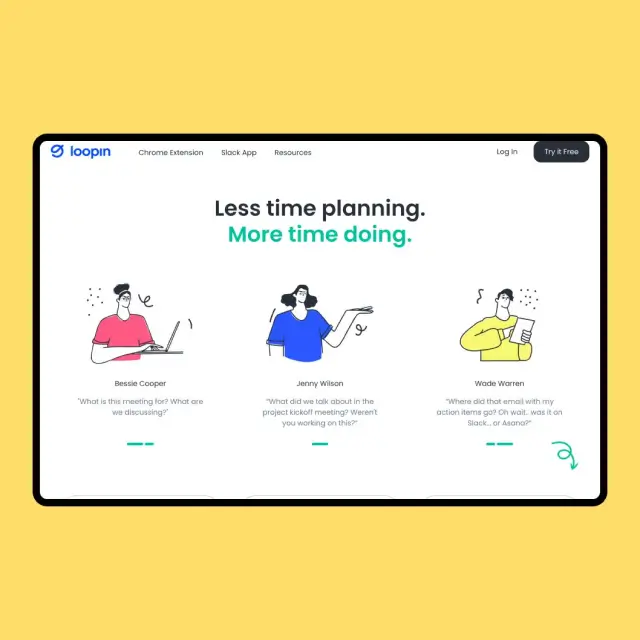 loopin
Chrome Extension
Slack App
Resources
Log In
Try it Free
Less time planning.
More time doing.
Bessie Cooper
"What is this meeting for? What are
we discussing?"
Jenny Wilson
"What did we talk about in the
project kickoff meeting? Weren't
you working on this?"
Wade Warren
"Where did that email with my
action items go? Oh wait.. was it on
Slack... or Asana?"